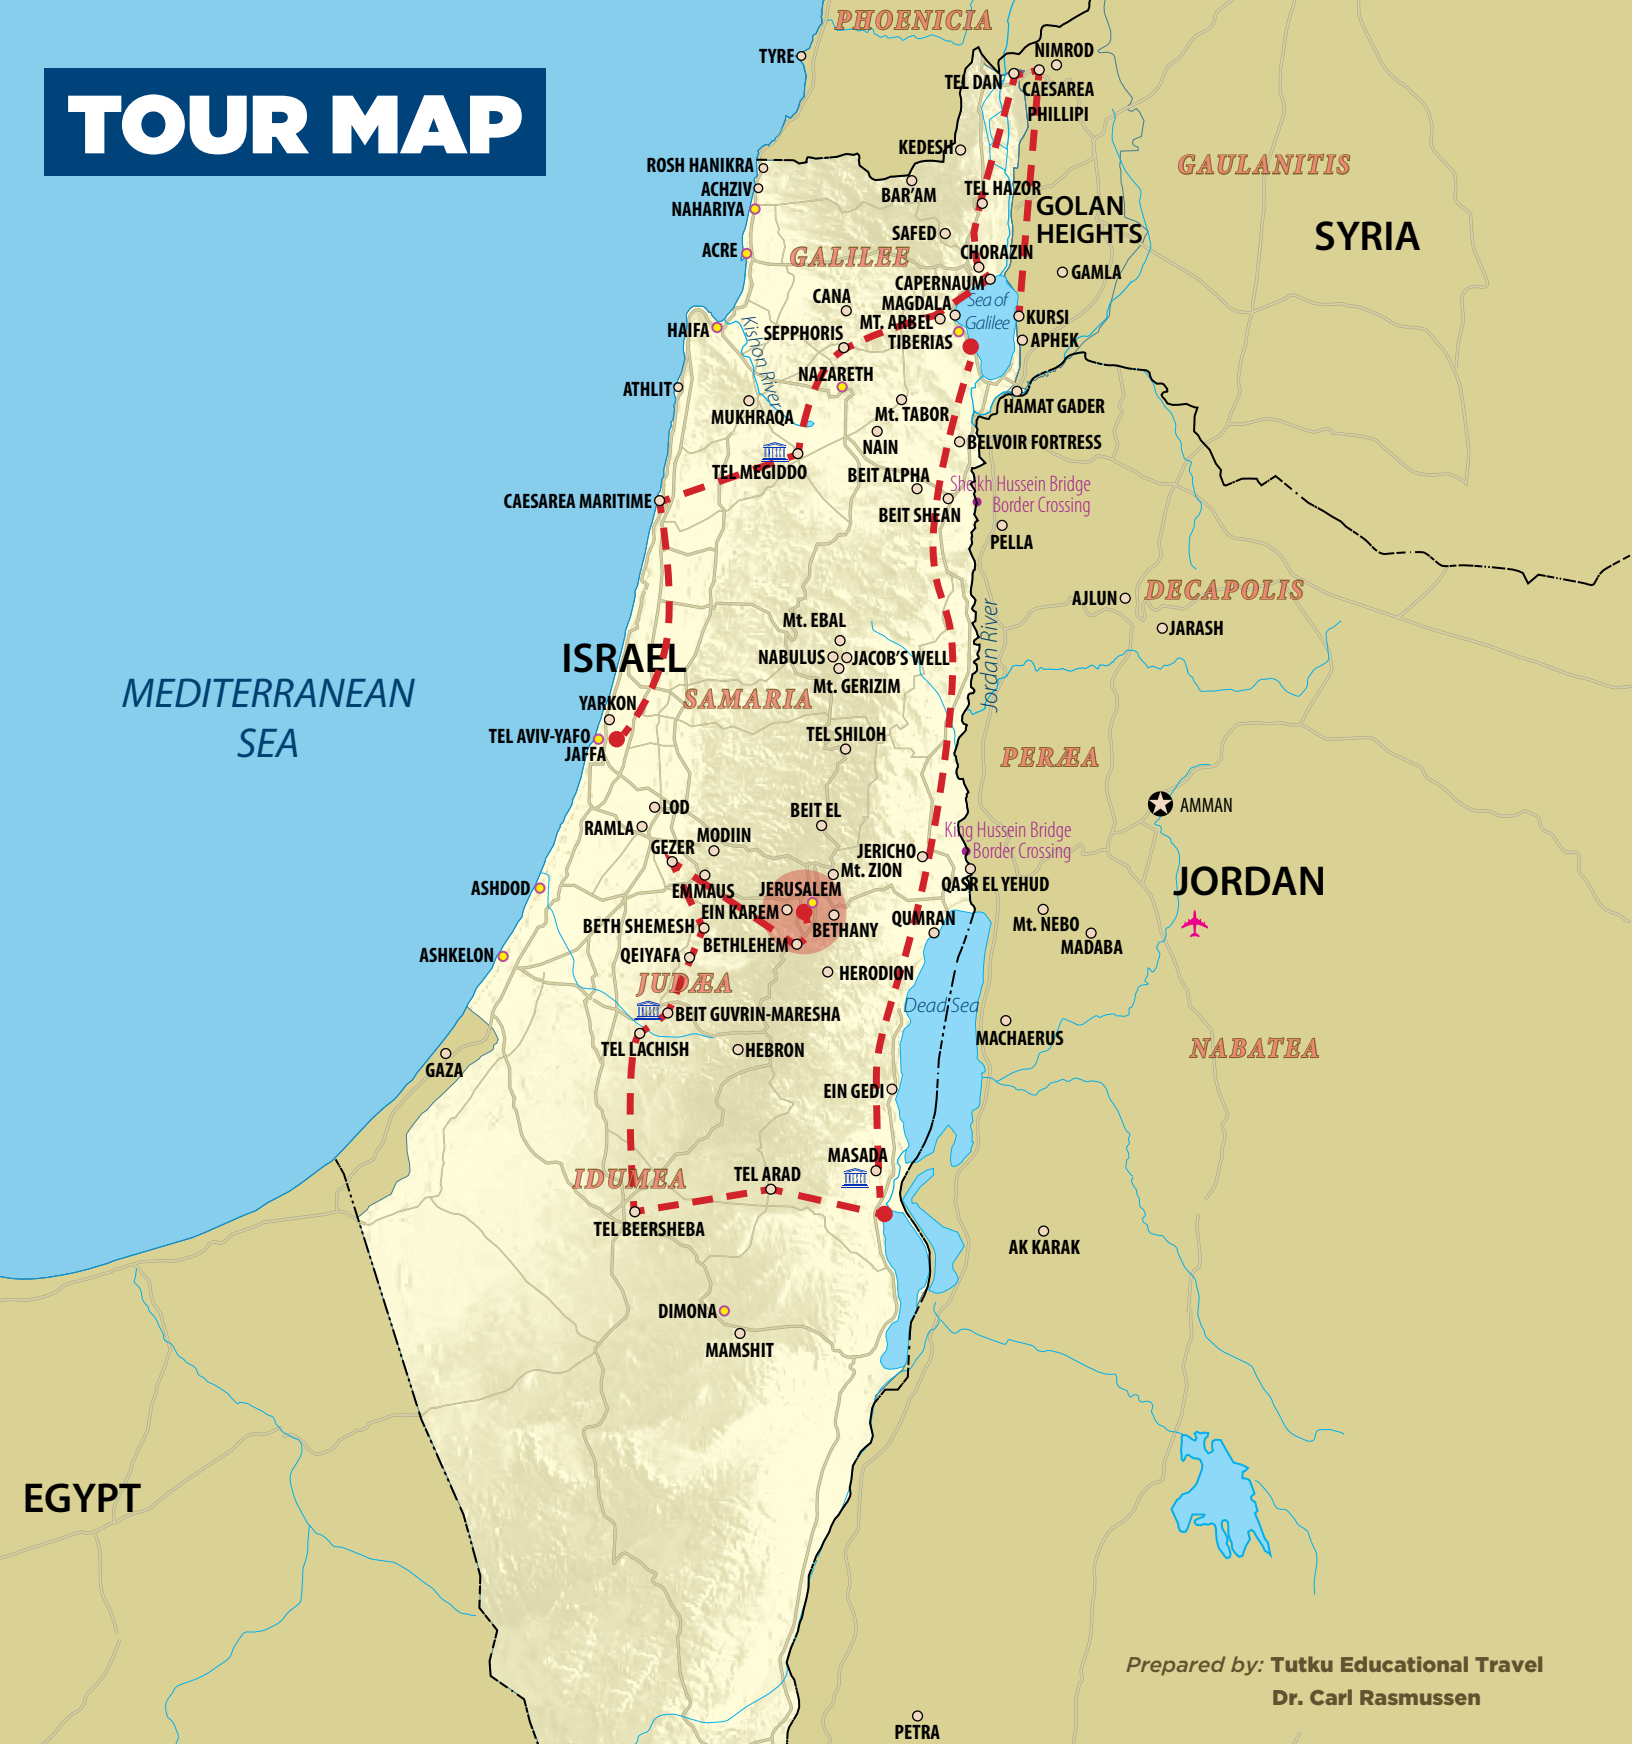 PHOENICIA
TYRE
NIMROD
TEL DAN
CAESAREA
PHILLIPI
TOUR MAP
KEDESH
ROSH HANIKRA
ACHZIV
NAHARIYA
BAR'AM
TEL HAZOR
GAULANITIS
GOLAN
HEIGHTS
SYRIA
SAFED
ACRE
GALILEE
CHORAZIN
GAMLA
CAPERNAUM
CANA
MAGDALA
Sea of
Galilee
KURSI
HAIFA
Kishon River
SEPPHORIS
MT. ARBEL
TIBERIAS
APHEK
NAZARETH
ATHLIT
MUKHRAQA
Mt. TABOR
HAMAT GADER
NAIN
BELVOIR FORTRESS
TEL MEGIDDO
BEIT ALPHA
Sheikh Hussein Bridge
Border Crossing
CAESAREA MARITIME
BEIT SHEAN
PELLA
AJLUN
DECAPOLIS
JARASH
Mt. EBAL
Jordan River
ISRAEL
NABULUS
JACOB'S WELL
Mt. GERIZIM
MEDITERRANEAN
SEA
SAMARIA
YARKON
TEL AVIV-YAFO
JAFFA
TEL SHILOH
PERÆA
LOD
BEIT EL
AMMAN
RAMLA
MODIIN
King Hussein Bridge
Border Crossing
GEZER
JERICHO
Mt. ZION
ASHDOD
EMMAUS
JERUSALEM
QASR EL YEHUD
JORDAN
EIN KAREM
BETH SHEMESH
BETHANY
QUMRAN
Mt. NEBO
MADABA
ASHKELON
QEIYAFA
BETHLEHEM
HERODION
JUDÆA
Dead Sea
BEIT GUVRIN-MARESHA
MACHAERUS
TEL LACHISH
HEBRON
NABATEA
GAZA
EIN GEDI
MASADA
IDUMEA
TEL ARAD
TEL BEERSHEBA
AK KARAK
DIMONA
MAMSHIT
EGYPT
Prepared by: Tutku Educational Travel
Dr. Carl Rasmussen
PETRA